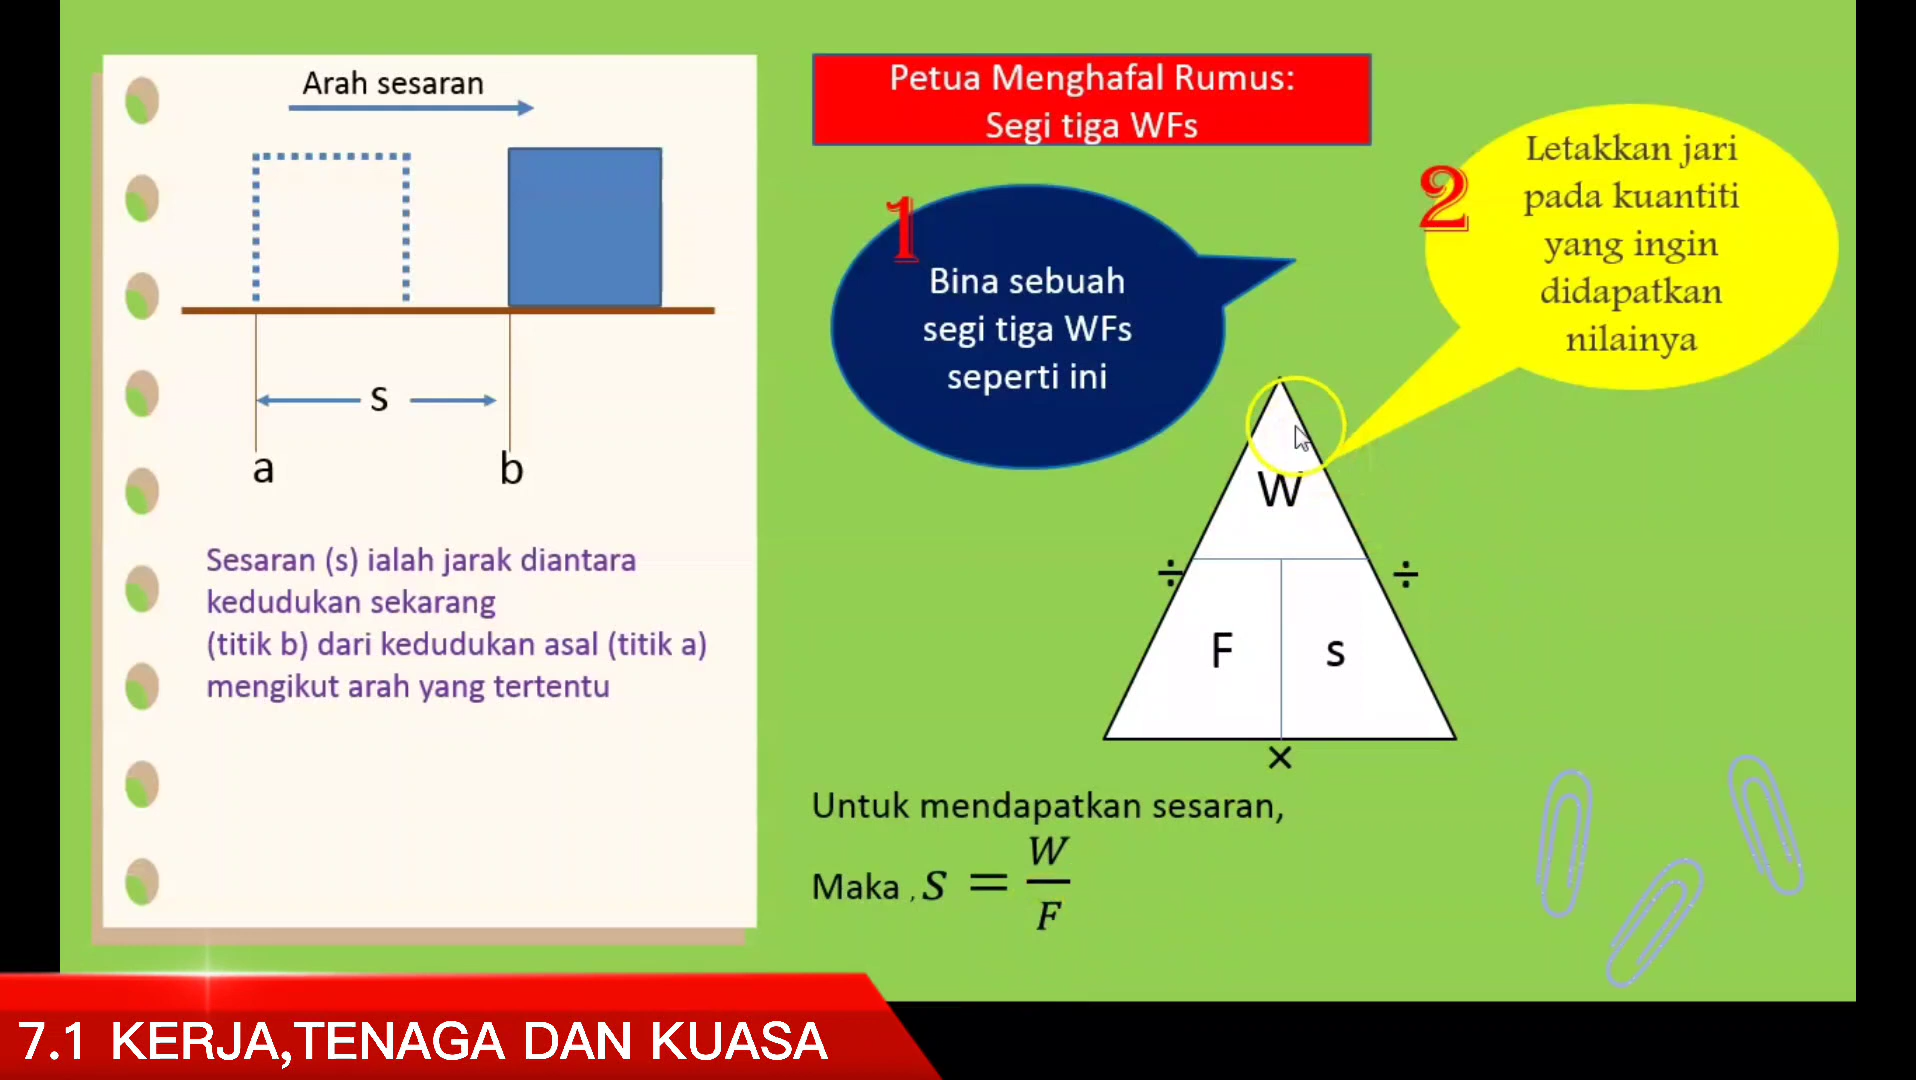 Arah sesaran
s
a
b
Sesaran (s) ialah jarak diantara
kedudukan sekarang
(titik b) dari kedudukan asal (titik a)
mengikut arah yang tertentu
Petua Menghafal Rumus:
Segi tiga WFs
1
Bina sebuah
segi tiga WFs
seperti ini
2
Letakkan jari
pada kuantiti
yang ingin
didapatkan
nilainya
W
÷ ÷
F s
×
Untuk mendapatkan sesaran,
Maka , S = W/F
7.1 KERJA,TENAGA DAN KUASA